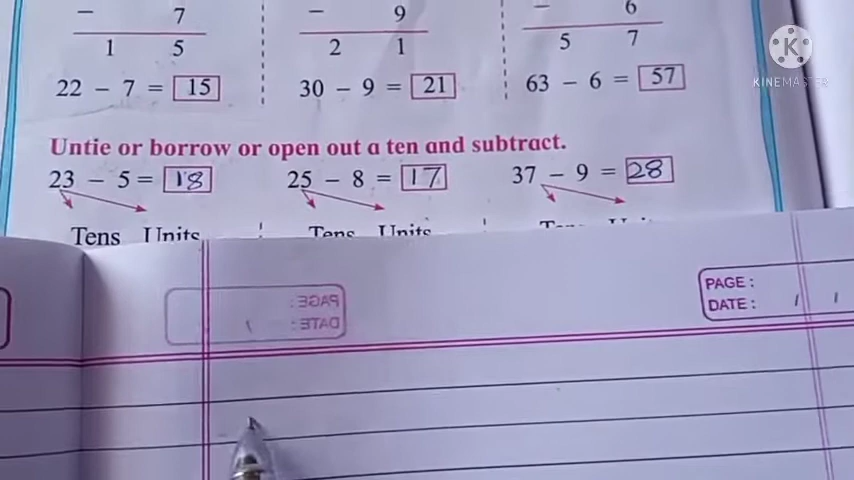 - 7 - 9 - 6
1 5 2 1 5 7
22 - 7 = 15 30 - 9 = 21 63 - 6 = 57
K
KINEMASTER
Untie or borrow or open out a ten and subtract.
23 - 5 = 18 25 - 8 = 17 37 - 9 = 28
Tens Units Tens Units
PAGE :
DATE :
PAGE :
DATE : / /